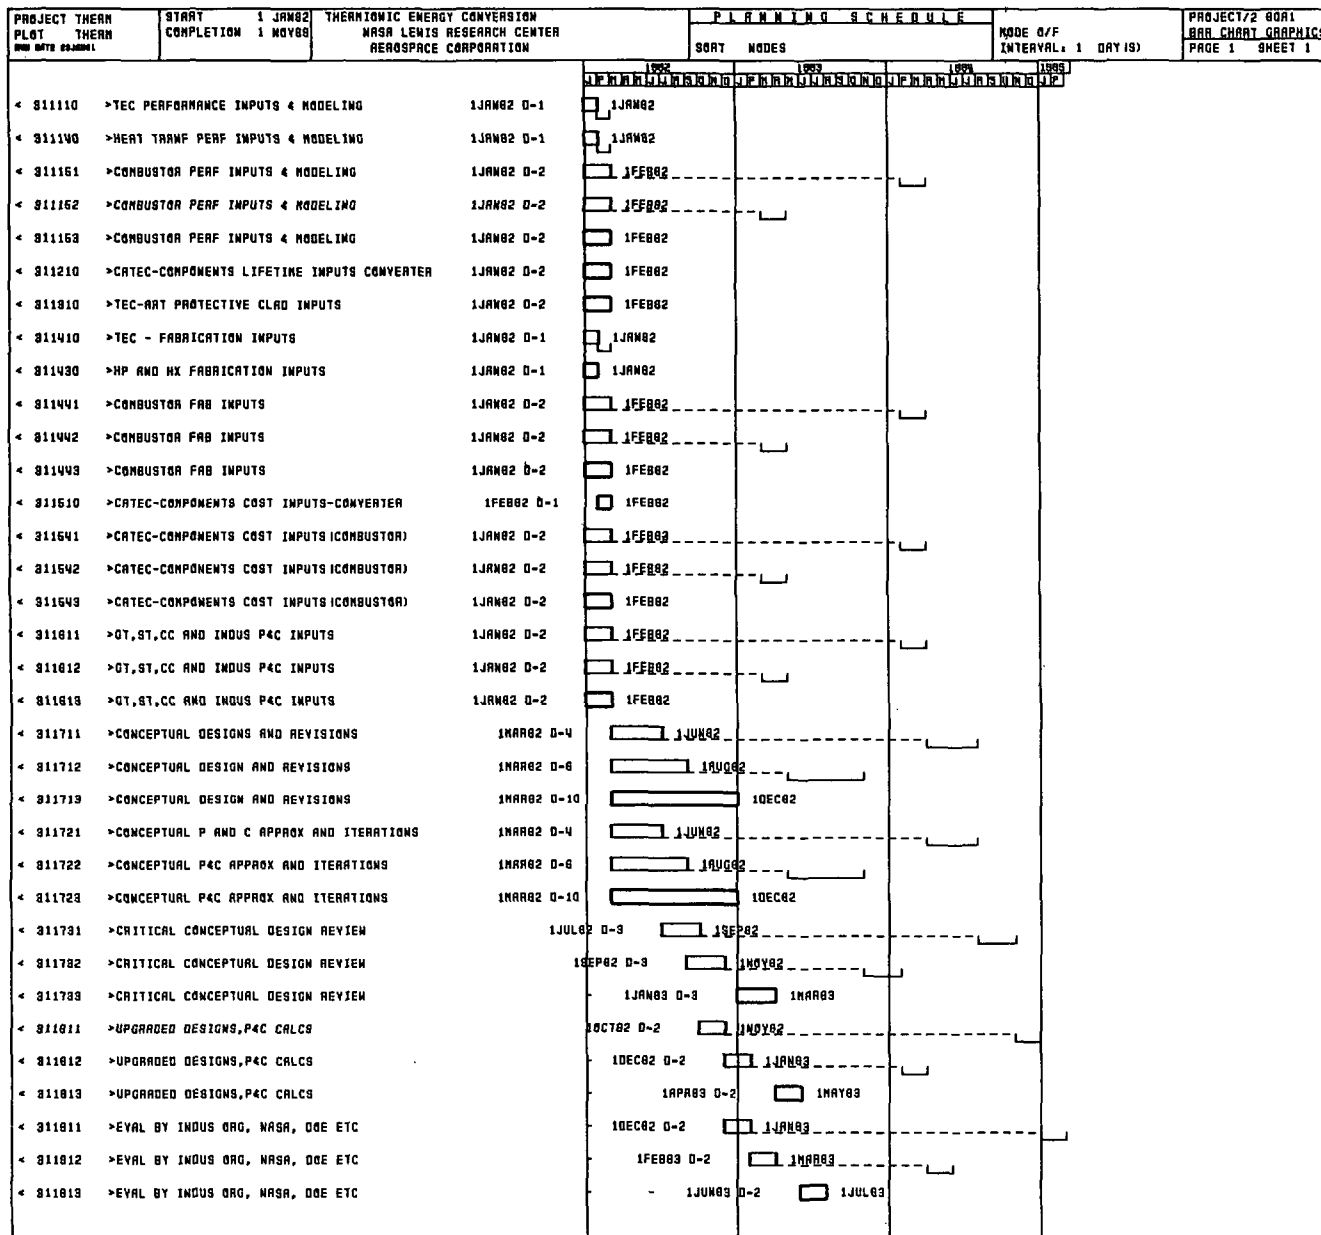 PROJECT THERM
PLOT THERM
START 1 JAN82
COMPLETION 1 NOV83
THERMIONIC ENERGY CONVERSION
NASA LEWIS RESEARCH CENTER
AEROSPACE CORPORATION
PLANNING SCHEDULE
SORT NODES
NODE O/F
INTERVAL: 1 DAY(S)
PROJECT/2
BAR CHART GRAPHICS
PAGE 1 SHEET 1
1982 1983 1984 1985
J F M A M J J A S O N D J F M A M J J A S O N D J F M A M J J A S O N D J F
< 311110 >TEC PERFORMANCE INPUTS & MODELING 1JAN82 D-1 1JAN82
< 311140 >HEAT TRANF PERF INPUTS & MODELING 1JAN82 D-1 1JAN82
< 311151 >COMBUSTOR PERF INPUTS & MODELING 1JAN82 D-2 1FEB82
< 311152 >COMBUSTOR PERF INPUTS & MODELING 1JAN82 D-2 1FEB82
< 311153 >COMBUSTOR PERF INPUTS & MODELING 1JAN82 D-2 1FEB82
< 311210 >CATEC-COMPONENTS LIFETIME INPUTS CONVERTER 1JAN82 D-2 1FEB82
< 311310 >TEC-ART PROTECTIVE CLAD INPUTS 1JAN82 D-2 1FEB82
< 311410 >TEC - FABRICATION INPUTS 1JAN82 D-1 1JAN82
< 311430 >HP AND HX FABRICATION INPUTS 1JAN82 D-1 1JAN82
< 311441 >COMBUSTOR FAB INPUTS 1JAN82 D-2 1FEB82
< 311442 >COMBUSTOR FAB INPUTS 1JAN82 D-2 1FEB82
< 311443 >COMBUSTOR FAB INPUTS 1JAN82 D-2 1FEB82
< 311510 >CATEC-COMPONENTS COST INPUTS-CONVERTER 1FEB82 D-1 1FEB82
< 311541 >CATEC-COMPONENTS COST INPUTS(COMBUSTOR) 1JAN82 D-2 1FEB82
< 311542 >CATEC-COMPONENTS COST INPUTS(COMBUSTOR) 1JAN82 D-2 1FEB82
< 311543 >CATEC-COMPONENTS COST INPUTS(COMBUSTOR) 1JAN82 D-2 1FEB82
< 311611 >GT,ST,CC AND INDUS P&C INPUTS 1JAN82 D-2 1FEB82
< 311612 >GT,ST,CC AND INDUS P&C INPUTS 1JAN82 D-2 1FEB82
< 311613 >GT,ST,CC AND INDUS P&C INPUTS 1JAN82 D-2 1FEB82
< 311711 >CONCEPTUAL DESIGNS AND REVISIONS 1MAR82 D-4 1JUN82
< 311712 >CONCEPTUAL DESIGN AND REVISIONS 1MAR82 D-6 1AUG82
< 311713 >CONCEPTUAL DESIGN AND REVISIONS 1MAR82 D-10 1DEC82
< 311721 >CONCEPTUAL P AND C APPROX AND ITERATIONS 1MAR82 D-4 1JUN82
< 311722 >CONCEPTUAL P&C APPROX AND ITERATIONS 1MAR82 D-6 1AUG82
< 311723 >CONCEPTUAL P&C APPROX AND ITERATIONS 1MAR82 D-10 1DEC82
< 311731 >CRITICAL CONCEPTUAL DESIGN REVIEW 1JUL82 D-3 1SEP82
< 311732 >CRITICAL CONCEPTUAL DESIGN REVIEW 1SEP82 D-3 1NOV82
< 311733 >CRITICAL CONCEPTUAL DESIGN REVIEW 1JAN83 D-3 1MAR83
< 311811 >UPGRADED DESIGNS,P&C CALCS 1OCT82 D-2 1NOV82
< 311812 >UPGRADED DESIGNS,P&C CALCS 1DEC82 D-2 1JAN83
< 311813 >UPGRADED DESIGNS,P&C CALCS 1APR83 D-2 1MAY83
< 311911 >EVAL BY INDUS ORG, NASA, DOE ETC 1DEC82 D-2 1JAN83
< 311912 >EVAL BY INDUS ORG, NASA, DOE ETC 1FEB83 D-2 1MAR83
< 311913 >EVAL BY INDUS ORG, NASA, DOE ETC 1JUN83 D-2 1JUL83